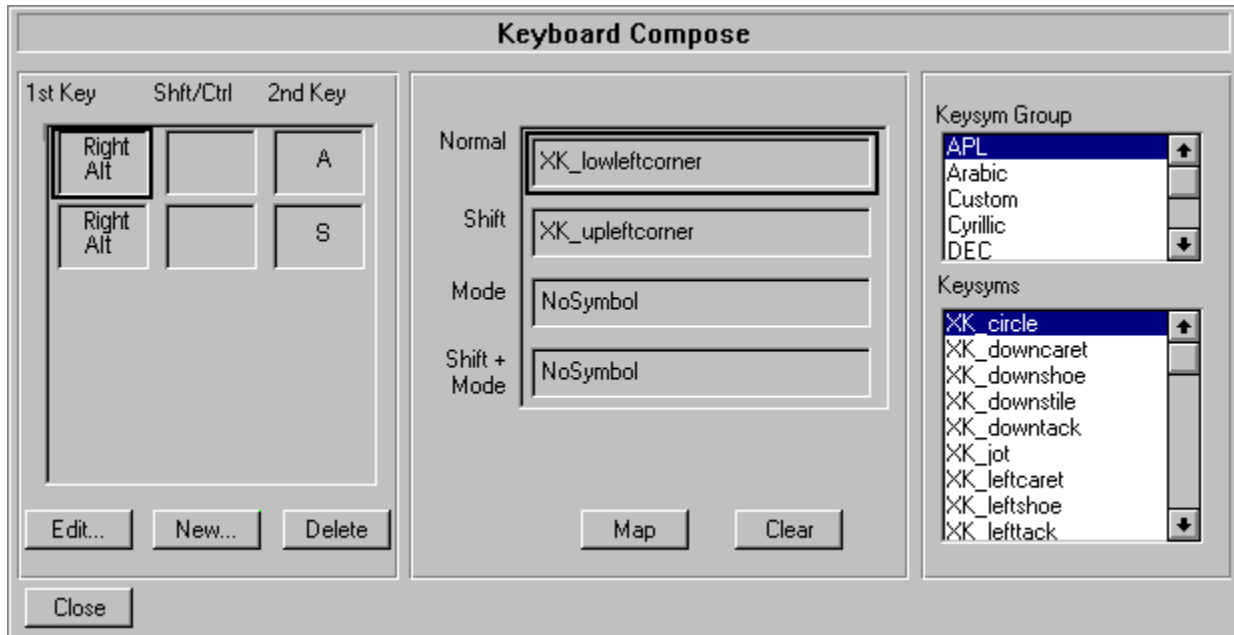 Keyboard Compose
1st Key Shft/Ctrl 2nd Key
Right
Alt
A
Right
Alt
S
Edit... New... Delete
Close
Normal XK_lowleftcorner
Shift XK_upleftcorner
Mode NoSymbol
Shift +
Mode NoSymbol
Map Clear
Keysym Group
APL
Arabic
Custom
Cyrillic
DEC
Keysyms
XK_circle
XK_downcaret
XK_downshoe
XK_downstile
XK_downtack
XK_jot
XK_leftcaret
XK_leftshoe
XK_lefttack